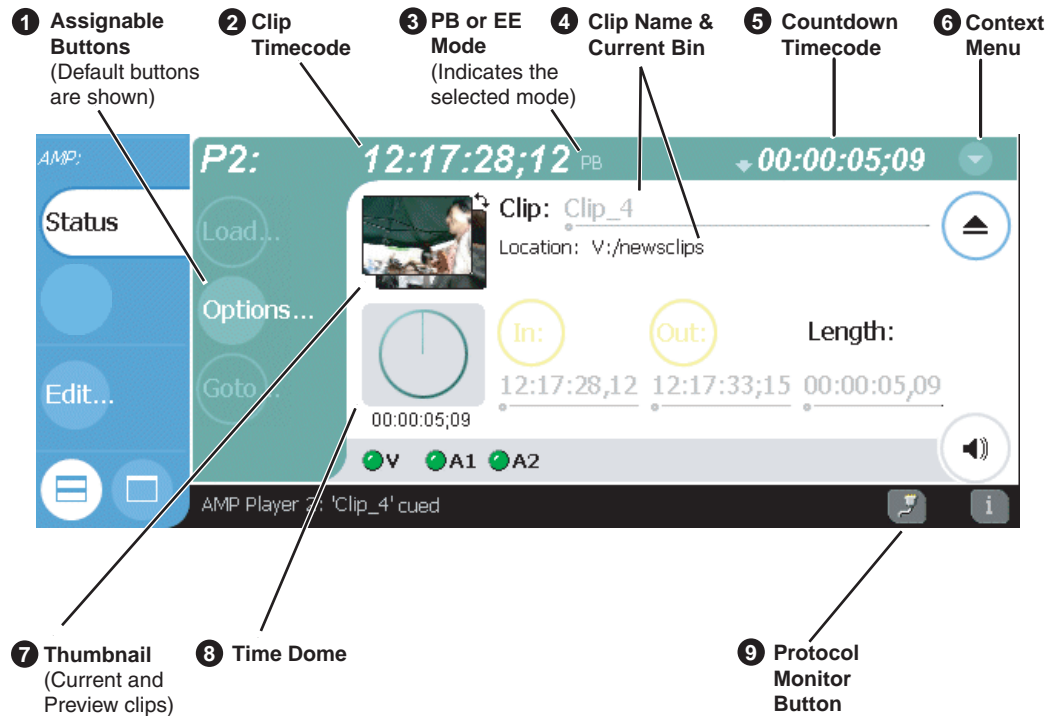 1 Assignable Buttons
(Default buttons are shown)
2 Clip Timecode
3 PB or EE Mode
(Indicates the selected mode)
4 Clip Name & Current Bin
5 Countdown Timecode
6 Context Menu
AMP:
P2:
12:17:28;12 PB
00:00:05;09
Status
Load...
Clip: Clip_4
Location: V:/newsclips
Options...
In:
Out:
Length:
Edit...
Goto...
12:17:28,12 12:17:33;15 00:00:05,09
00:00:05;09
V A1 A2
AMP Player 2: 'Clip_4' cued
i
7 Thumbnail
(Current and Preview clips)
8 Time Dome
9 Protocol Monitor Button